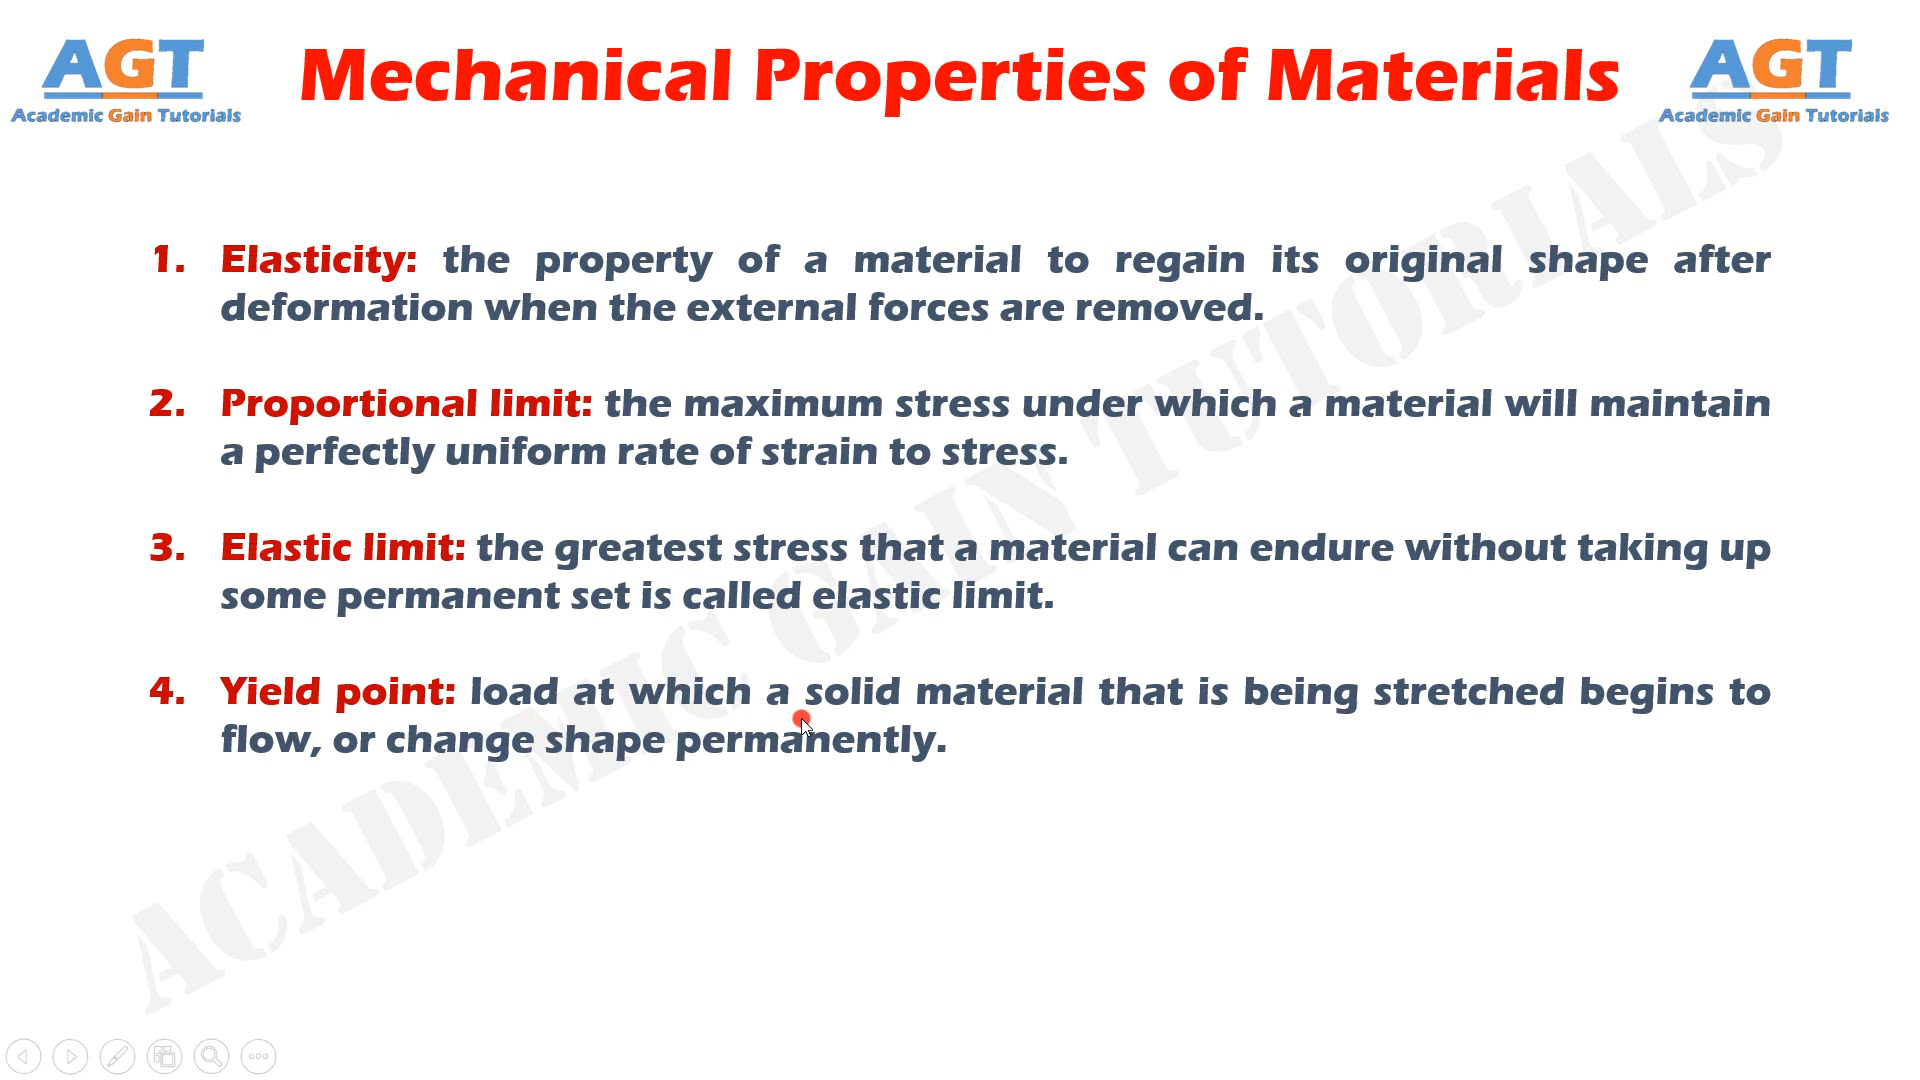 AGT
Academic Gain Tutorials
Mechanical Properties of Materials
AGT
Academic Gain Tutorials
1. Elasticity: the property of a material to regain its original shape after
deformation when the external forces are removed.
2. Proportional limit: the maximum stress under which a material will maintain
a perfectly uniform rate of strain to stress.
3. Elastic limit: the greatest stress that a material can endure without taking up
some permanent set is called elastic limit.
4. Yield point: load at which a solid material that is being stretched begins to
flow, or change shape permanently.
ACADEMIC GAIN TUTORIALS